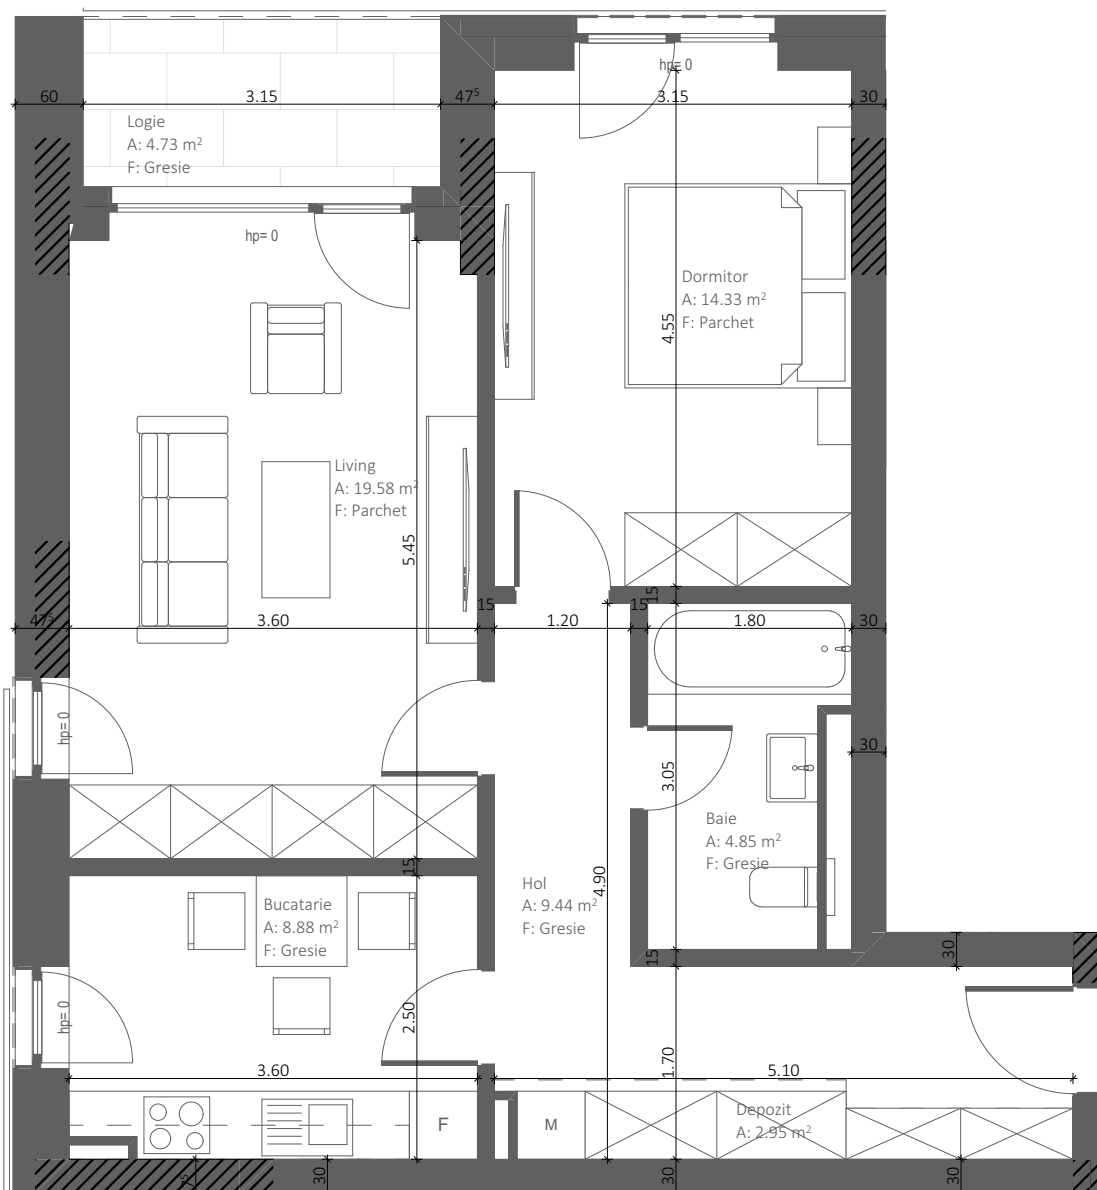 hp= 0
60
3.15
47⁵
3.15
30
Logie
A: 4.73 m²
F: Gresie
hp= 0
Dormitor
A: 14.33 m²
F: Parchet
4.55
Living
A: 19.58 m²
F: Parchet
5.45
15
47⁵
3.60
15
1.20
15
1.80
30
hp= 0
30
3.05
Baie
A: 4.85 m²
F: Gresie
15
4.90
Hol
A: 9.44 m²
F: Gresie
Bucatarie
A: 8.88 m²
F: Gresie
15
30
hp= 0
2.50
1.70
3.60
5.10
F
M
Depozit
A: 2.95 m²
7⁵
30
30
30